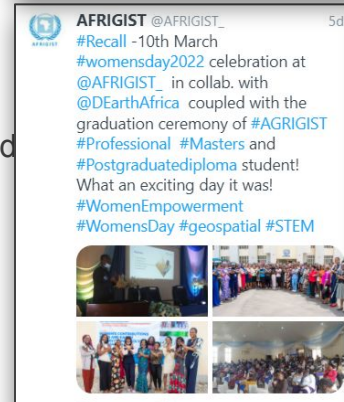 AFRIGIST @AFRIGIST_ 5d
#Recall -10th March
#womensday2022 celebration at
@AFRIGIST_ in collab. with
@DEarthAfrica coupled with the
graduation ceremony of #AGRIGIST
#Professional #Masters and
#Postgraduatediploma student!
What an exciting day it was!
#WomenEmpowerment
#WomensDay #geospatial #STEM
AFRIGIST
d